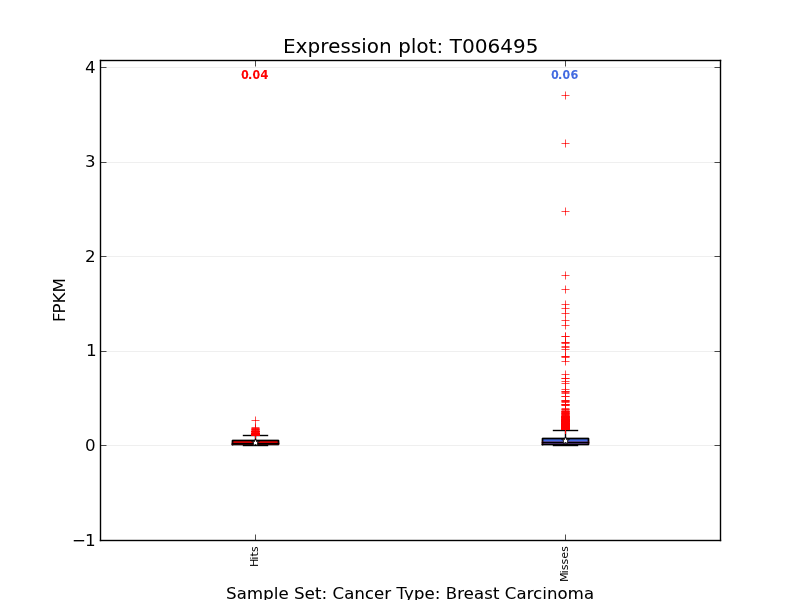 Expression plot: T006495
0.04
0.06
4
3
2
1
0
−1
FPKM
Hits
Misses
Sample Set: Cancer Type: Breast Carcinoma